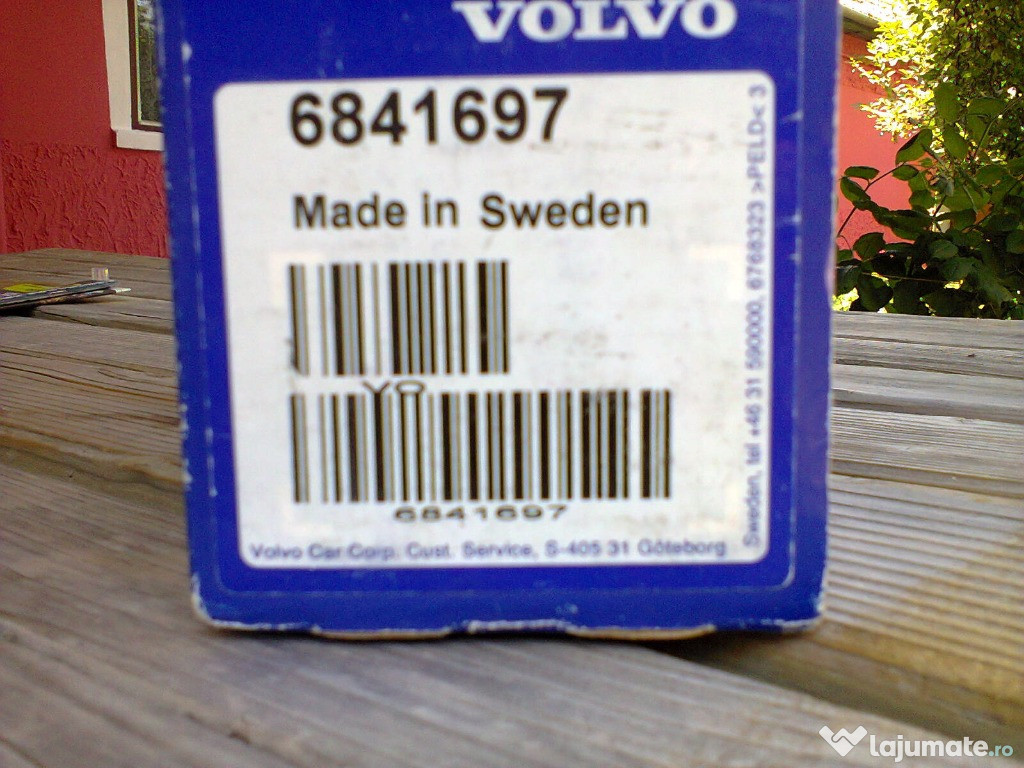 VOLVO
6841697
Made in Sweden
YO
6841697
Volvo Car Corp. Cust. Service, S-405 31 Göteborg
Sweden, tel +46 31 590000, 6768323 >PELD< 3
lajumate.ro